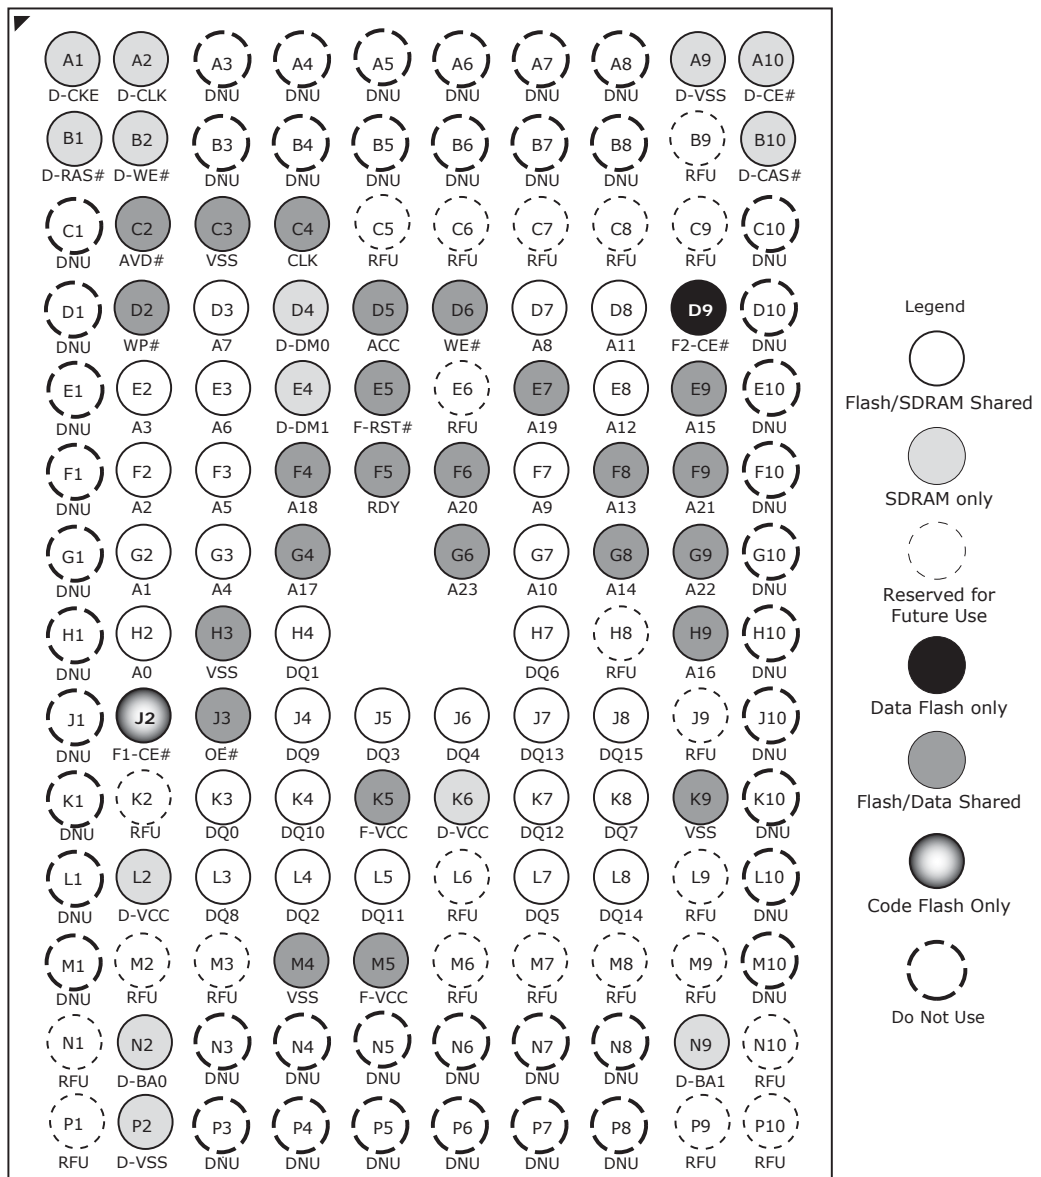 A1 A2 A3 A4 A5 A6 A7 A8 A9 A10
D-CKE D-CLK DNU DNU DNU DNU DNU DNU D-VSS D-CE#
B1 B2 B3 B4 B5 B6 B7 B8 B9 B10
D-RAS# D-WE# DNU DNU DNU DNU DNU DNU RFU D-CAS#
C1 C2 C3 C4 C5 C6 C7 C8 C9 C10
DNU AVD# VSS CLK RFU RFU RFU RFU RFU DNU
D1 D2 D3 D4 D5 D6 D7 D8 D9 D10
DNU WP# A7 D-DM0 ACC WE# A8 A11 F2-CE# DNU
E1 E2 E3 E4 E5 E6 E7 E8 E9 E10
DNU A3 A6 D-DM1 F-RST# RFU A19 A12 A15 DNU
F1 F2 F3 F4 F5 F6 F7 F8 F9 F10
DNU A2 A5 A18 RDY A20 A9 A13 A21 DNU
G1 G2 G3 G4 G6 G7 G8 G9 G10
DNU A1 A4 A17 A23 A10 A14 A22 DNU
H1 H2 H3 H4 H7 H8 H9 H10
DNU A0 VSS DQ1 DQ6 RFU A16 DNU
J1 J2 J3 J4 J5 J6 J7 J8 J9 J10
DNU F1-CE# OE# DQ9 DQ3 DQ4 DQ13 DQ15 RFU DNU
K1 K2 K3 K4 K5 K6 K7 K8 K9 K10
DNU RFU DQ0 DQ10 F-VCC D-VCC DQ12 DQ7 VSS DNU
L1 L2 L3 L4 L5 L6 L7 L8 L9 L10
DNU D-VCC DQ8 DQ2 DQ11 RFU DQ5 DQ14 RFU DNU
M1 M2 M3 M4 M5 M6 M7 M8 M9 M10
DNU RFU RFU VSS F-VCC RFU RFU RFU RFU DNU
N1 N2 N3 N4 N5 N6 N7 N8 N9 N10
RFU D-BA0 DNU DNU DNU DNU DNU DNU D-BA1 RFU
P1 P2 P3 P4 P5 P6 P7 P8 P9 P10
RFU D-VSS DNU DNU DNU DNU DNU DNU RFU RFU
Legend
Flash/SDRAM Shared
SDRAM only
Reserved for
Future Use
Data Flash only
Flash/Data Shared
Code Flash Only
Do Not Use